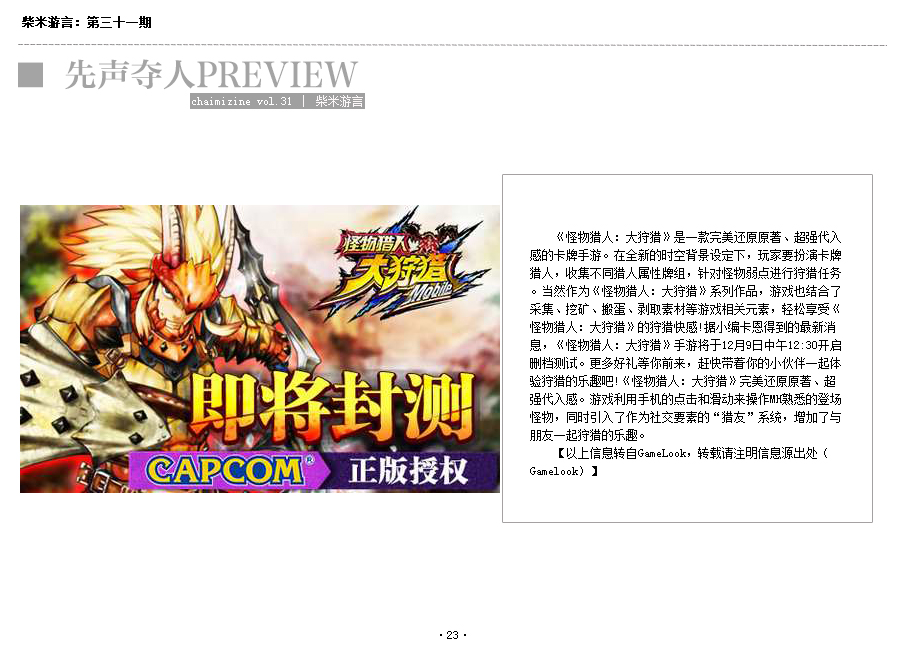 柴米游言：第三十一期
先声夺人PREVIEW
chaimizine vol.31 | 柴米游言
怪物猎人
大狩猎
Mobile
即将封测
CAPCOM® 正版授权
《怪物猎人：大狩猎》是一款完美还原原著、超强代入
感的卡牌手游。在全新的时空背景设定下，玩家要扮演卡牌
猎人，收集不同猎人属性牌组，针对怪物弱点进行狩猎任务
。当然作为《怪物猎人：大狩猎》系列作品，游戏也结合了
采集、挖矿、搬蛋、剥取素材等游戏相关元素，轻松享受《
怪物猎人：大狩猎》的狩猎快感!据小编卡恩得到的最新消
息，《怪物猎人：大狩猎》手游将于12月9日中午12:30开启
删档测试。更多好礼等你前来，赶快带着你的小伙伴一起体
验狩猎的乐趣吧!《怪物猎人：大狩猎》完美还原原著、超
强代入感。游戏利用手机的点击和滑动来操作MH熟悉的登场
怪物，同时引入了作为社交要素的“猎友”系统，增加了与
朋友一起狩猎的乐趣。
【以上信息转自GameLook，转载请注明信息源出处（
Gamelook）】
·23·